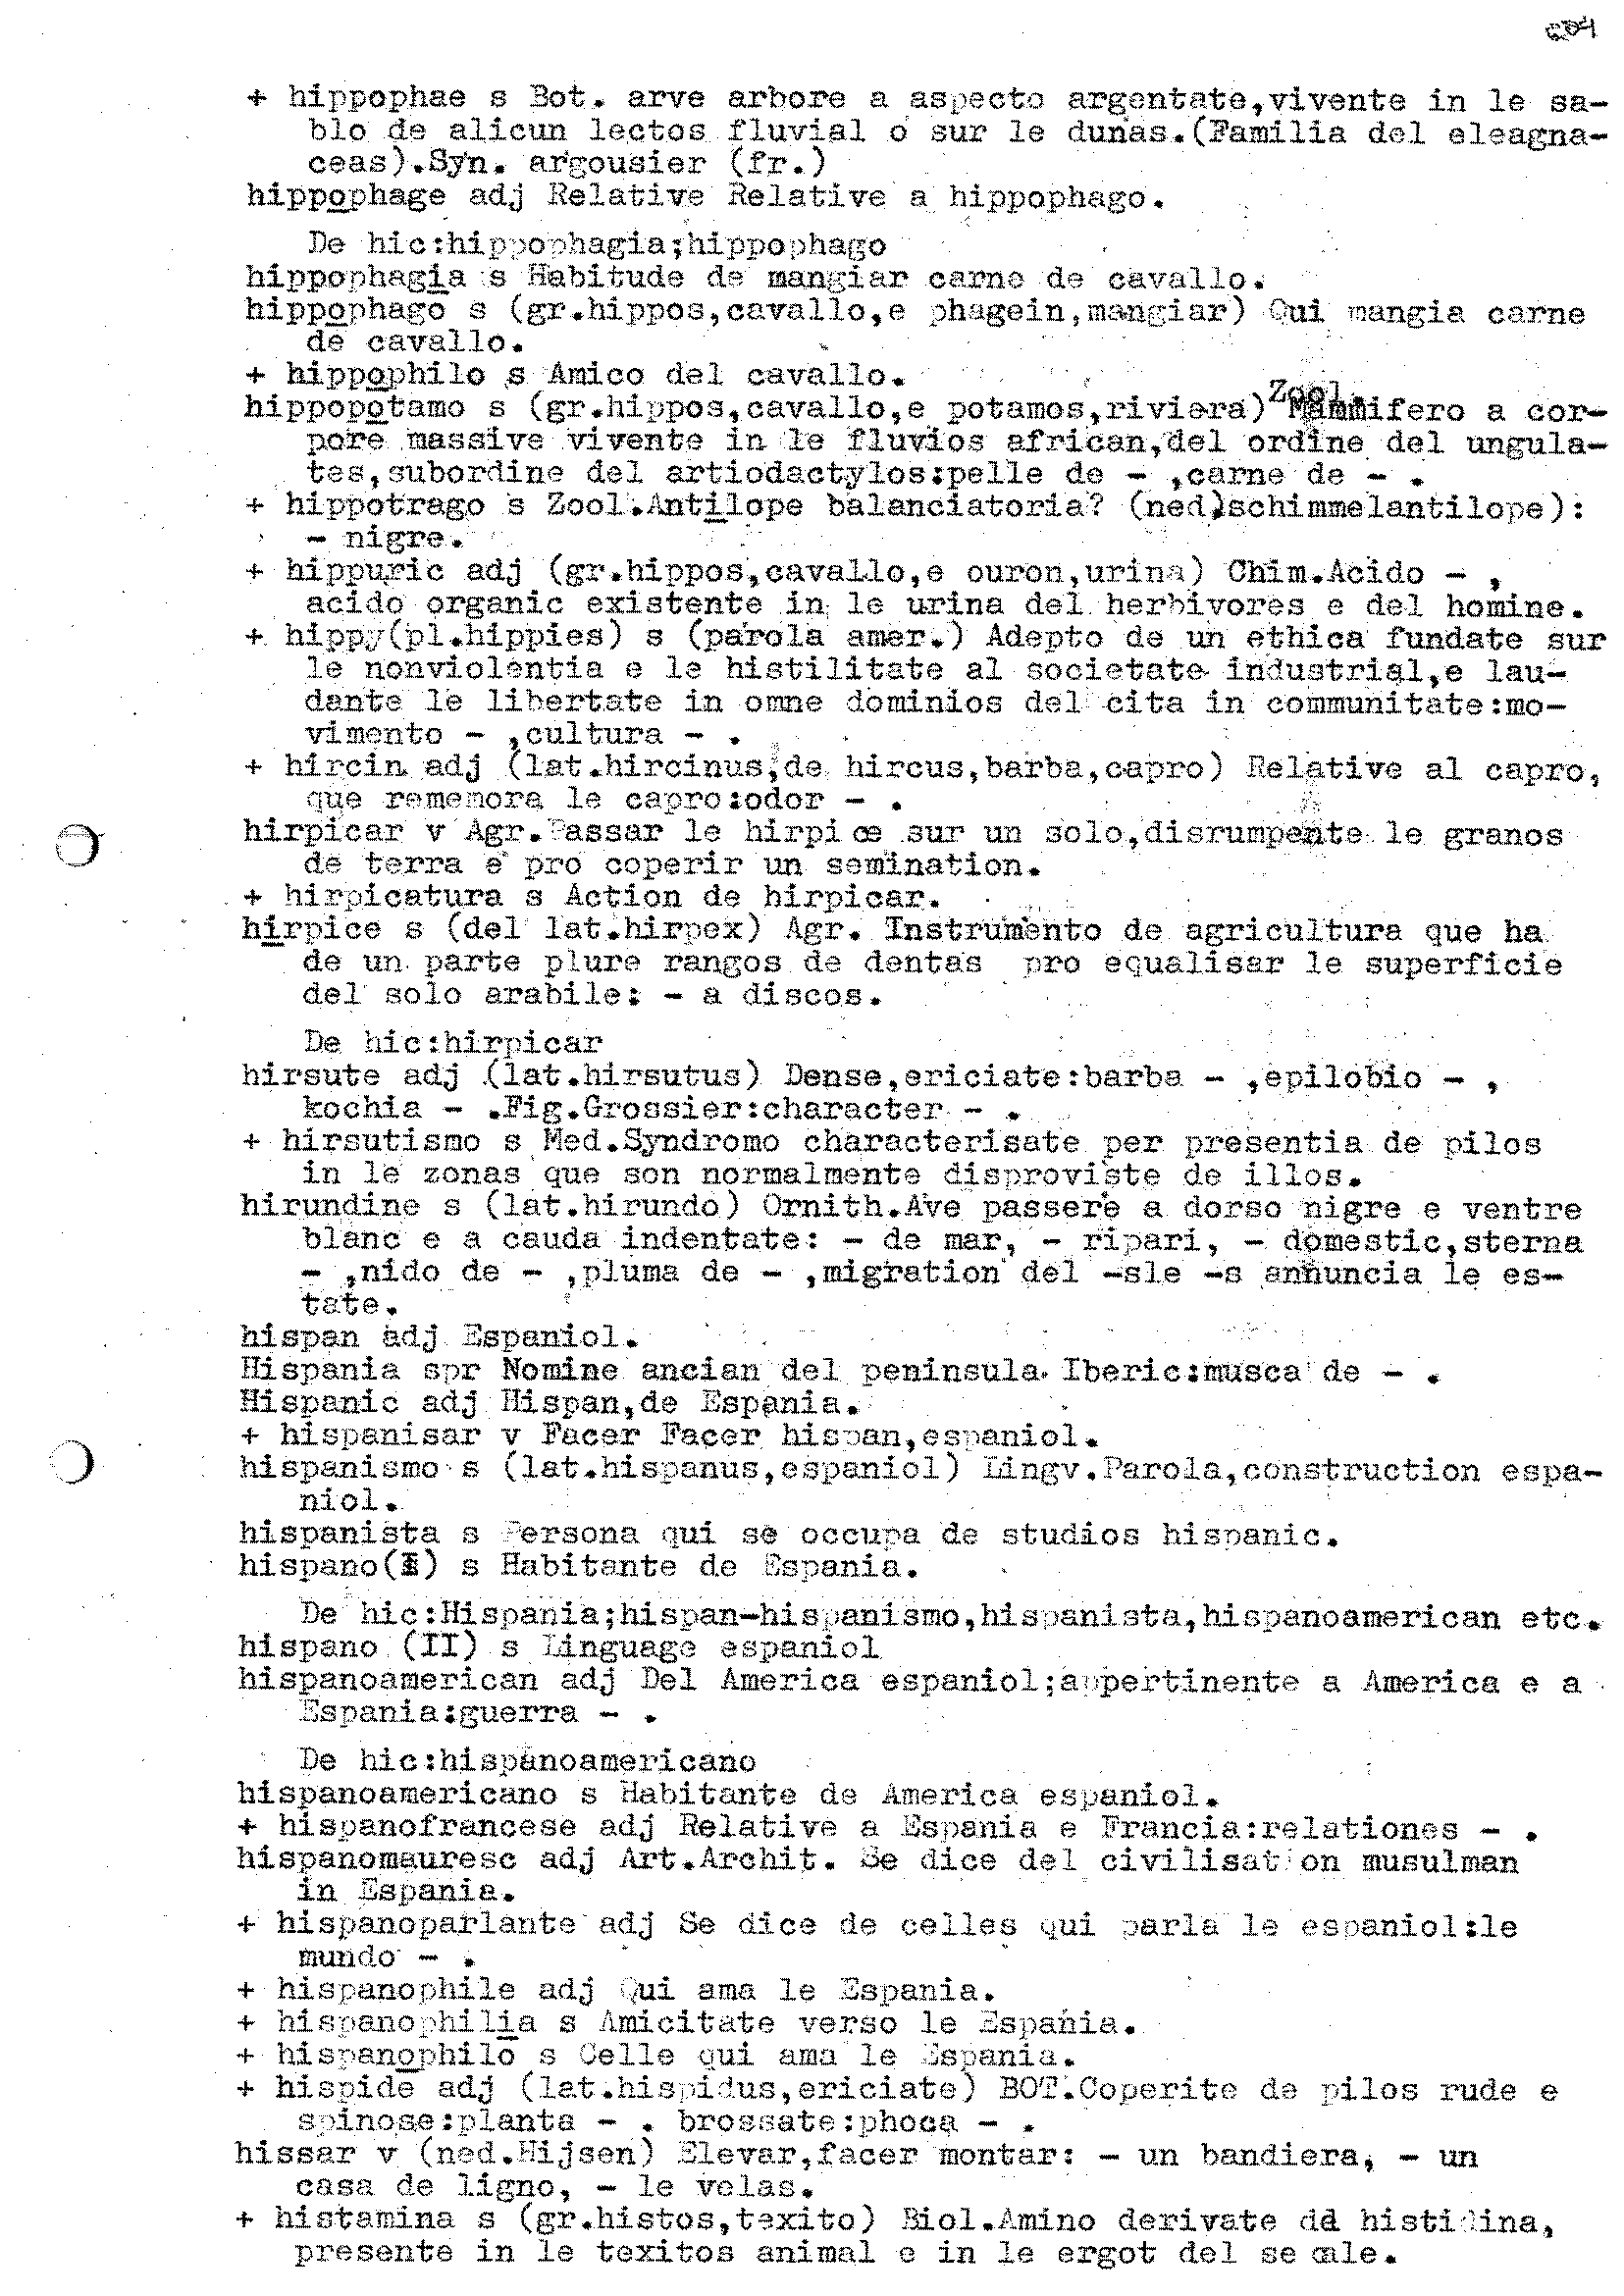 + hippophae s Bot. arve arbore a aspecto argentate,vivente in le sa-
blo de alicun lectos fluvial o sur le dunas.(Familia del eleagna-
ceas).Syn. argousier (fr.)
hippophage adj Relative Relative a hippophago.
De hic:hippophagia;hippophago
hippophagia s Habitude de mangiar carne de cavallo.
hippophago s (gr.hippos,cavallo,e phagein,mangiar) Qui mangia carne
de cavallo.
+ hippophilo s Amico del cavallo.
hippopotamo s (gr.hippos,cavallo,e potamos,riviera) Zool. Mammifero a cor-
pore massive vivente in le fluvios african,del ordine del ungula-
tes,subordine del artiodactylos:pelle de - ,carne de - .
+ hippotrago s Zool.Antilope balanciatoria? (ned.schimmelantilope):
- nigre.
+ hippuric adj (gr.hippos,cavallo,e ouron,urina) Chim.Acido - ,
acido organic existente in le urina del herbivores e del homine.
+ hippy(pl.hippies) s (parola amer.) Adepto de un ethica fundate sur
le nonviolentia e le histilitate al societate industrial,e lau-
dante le libertate in omne dominios del cita in communitate:mo-
vimento - ,cultura - .
+ hircin adj (lat.hircinus,de hircus,barba,capro) Relative al capro,
que rememora le capro:odor - .
hirpicar v Agr.Passar le hirpice sur un solo,disrumpente le granos
de terra e pro coperir un semination.
+ hirpicatura s Action de hirpicar.
hirpice s (del lat.hirpex) Agr. Instrumento de agricultura que ha
de un parte plure rangos de dentas pro equalisar le superficie
del solo arabile: - a discos.
De hic:hirpicar
hirsute adj (lat.hirsutus) Dense,ericiate:barba - ,epilobio - ,
kochia - .Fig.Grossier:character - .
+ hirsutismo s Med.Syndromo characterisate per presentia de pilos
in le zonas que son normalmente disproviste de illos.
hirundine s (lat.hirundo) Ornith.Ave passere a dorso nigre e ventre
blanc e a cauda indentate: - de mar, - ripari, - domestic,sterna
- ,nido de - ,pluma de - ,migration del -sle -s annuncia le es-
tate.
hispan adj Espaniol.
Hispania spr Nomine ancian del peninsula Iberic:musca de - .
Hispanic adj Hispan,de Espania.
+ hispanisar v Facer Facer hispan,espaniol.
hispanismo s (lat.hispanus,espaniol) Lingv.Parola,construction espa-
niol.
hispanista s Persona qui se occupa de studios hispanic.
hispano(I) s Habitante de Espania.
De hic:Hispania;hispan-hispanismo,hispanista,hispanoamerican etc.
hispano (II) s Linguage espaniol
hispanoamerican adj Del America espaniol;appertinente a America e a
Espania:guerra - .
De hic:hispanoamericano
hispanoamericano s Habitante de America espaniol.
+ hispanofrancese adj Relative a Espania e Francia:relationes - .
hispanomauresc adj Art.Archit. Se dice del civilisation musulman
in Espania.
+ hispanoparlante adj Se dice de celles qui parla le espaniol:le
mundo - .
+ hispanophile adj Qui ama le Espania.
+ hispanophilia s Amicitate verso le Espania.
+ hispanophilo s Celle qui ama le Espania.
+ hispide adj (lat.hispidus,ericiate) BOT.Coperite de pilos rude e
spinose:planta - . brossate:phoca - .
hissar v (ned.Hijsen) Elevar,facer montar: - un bandiera, - un
casa de ligno, - le velas.
+ histamina s (gr.histos,texito) Biol.Amino derivate dd histidina,
presente in le texitos animal e in le ergot del secale.